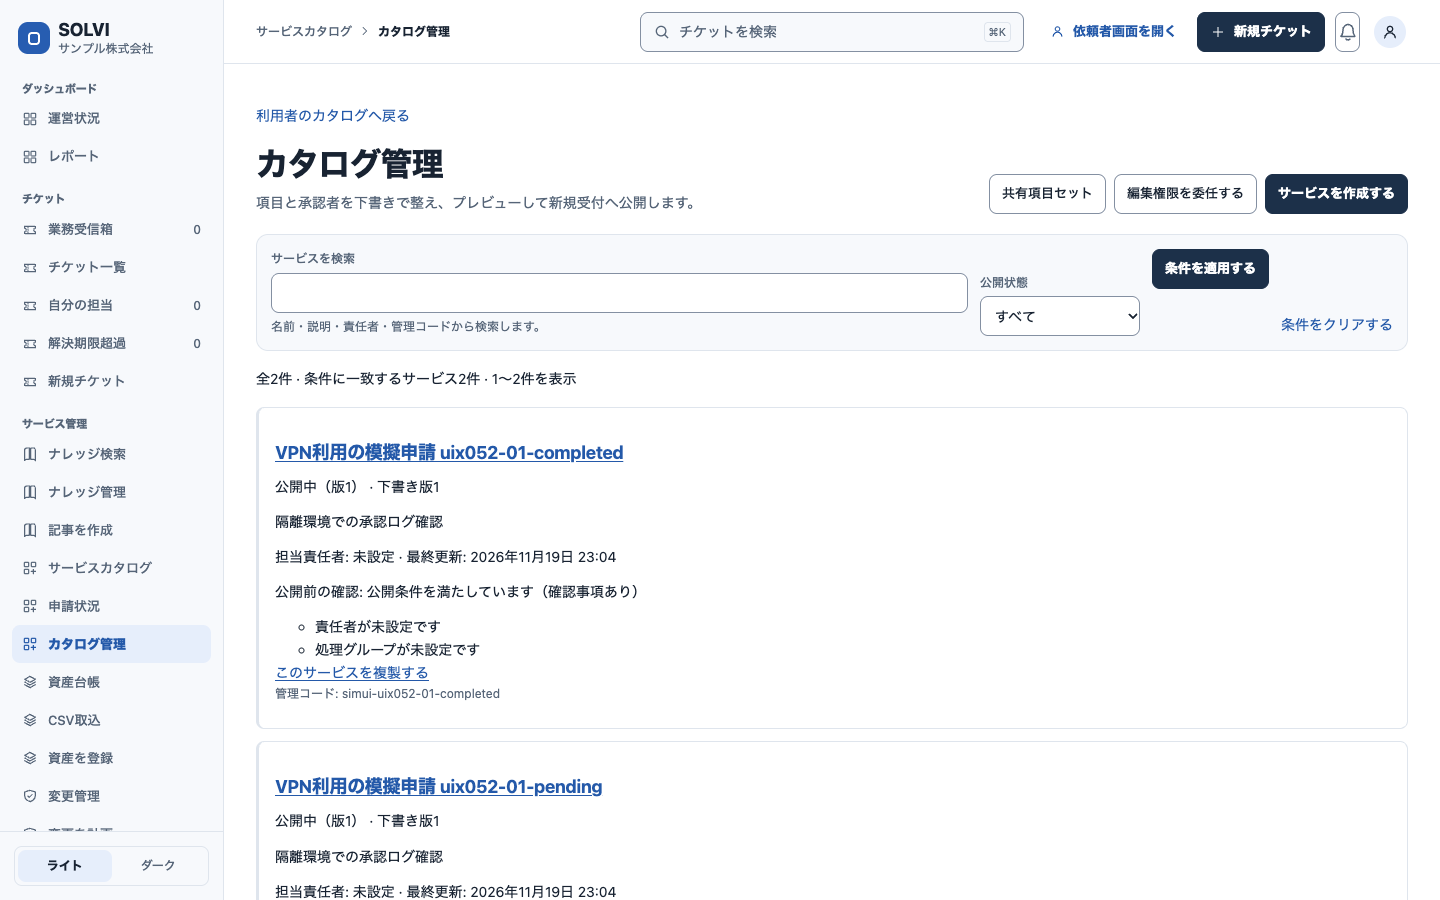 SOLVI
サンプル株式会社
ダッシュボード
運営状況
レポート
チケット
業務受信箱 0
チケット一覧
自分の担当 0
解決期限超過 0
新規チケット
サービス管理
ナレッジ検索
ナレッジ管理
記事を作成
サービスカタログ
申請状況
カタログ管理
資産台帳
CSV取込
資産を登録
変更管理
ライト ダーク
サービスカタログ > カタログ管理
チケットを検索 ⌘K
依頼者画面を開く
新規チケット
利用者のカタログへ戻る
カタログ管理
項目と承認者を下書きで整え、プレビューして新規受付へ公開します。
共有項目セット
編集権限を委任する
サービスを作成する
サービスを検索
名前・説明・責任者・管理コードから検索します。
公開状態
すべて
条件を適用する
条件をクリアする
全2件 · 条件に一致するサービス2件 · 1〜2件を表示
VPN利用の模擬申請 uix052-01-completed
公開中（版1） · 下書き版1
隔離環境での承認ログ確認
担当責任者: 未設定 · 最終更新: 2026年11月19日 23:04
公開前の確認: 公開条件を満たしています（確認事項あり）
責任者が未設定です
処理グループが未設定です
このサービスを複製する
管理コード: simui-uix052-01-completed
VPN利用の模擬申請 uix052-01-pending
公開中（版1） · 下書き版1
隔離環境での承認ログ確認
担当責任者: 未設定 · 最終更新: 2026年11月19日 23:04